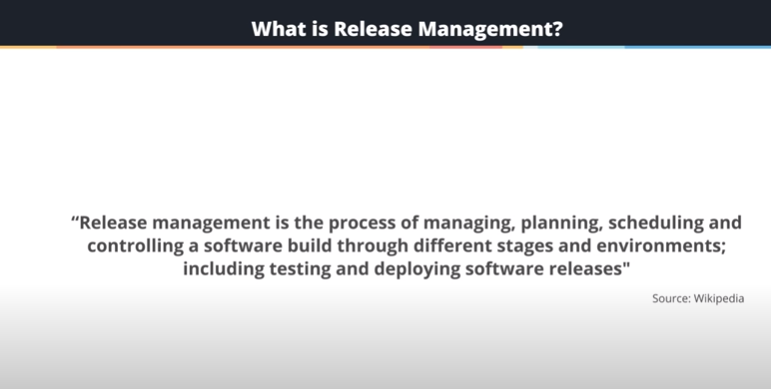 What is Release Management?
“Release management is the process of managing, planning, scheduling and
controlling a software build through different stages and environments;
including testing and deploying software releases"
Source: Wikipedia